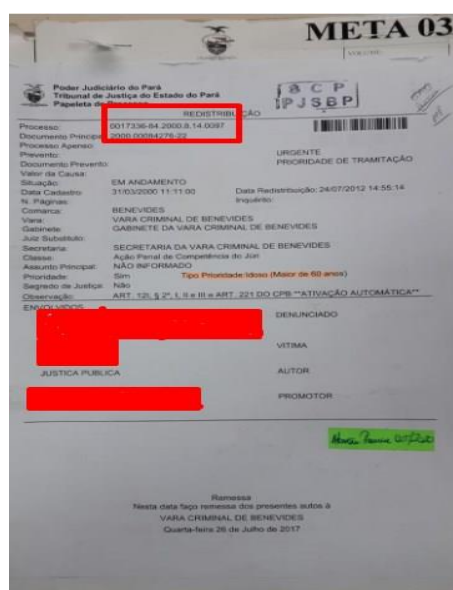 META 03
VOLUME:
Poder Judiciário do Pará
Tribunal de Justiça do Estado do Pará
Papeleta de Processo
8 C P
PJSBP
REDISTRIBUIÇÃO
Processo: 0017336-64.2000.8.14.0097
Documento Principal: 2000.00084276-22
Processo Apenso:
Prevento: URGENTE
Documento Prevento: PRIORIDADE DE TRAMITAÇÃO
Valor da Causa:
Situação: EM ANDAMENTO
Data Cadastro: 31/03/2000 11:11:00 Data Redistribuição: 24/07/2012 14:55:14
N. Páginas: Inquérito:
Comarca: BENEVIDES
Vara: VARA CRIMINAL DE BENEVIDES
Gabinete: GABINETE DA VARA CRIMINAL DE BENEVIDES
Juiz Substituto:
Secretaria: SECRETARIA DA VARA CRIMINAL DE BENEVIDES
Classe: Ação Penal de Competência do Júri
Assunto Principal: NÃO INFORMADO
Prioridade: Sim Tipo Prioridade: Idoso (Maior de 60 anos)
Segredo de Justiça: Não
Observação: ART. 121, § 2º, I, II e III e ART. 221 DO CPB **ATIVAÇÃO AUTOMÁTICA**
ENVOLVIDOS
DENUNCIADO
VITIMA
JUSTICA PUBLICA AUTOR
PROMOTOR
Remessa
Nesta data faço remessa dos presentes autos à
VARA CRIMINAL DE BENEVIDES
Quarta-feira 26 de Julho de 2017